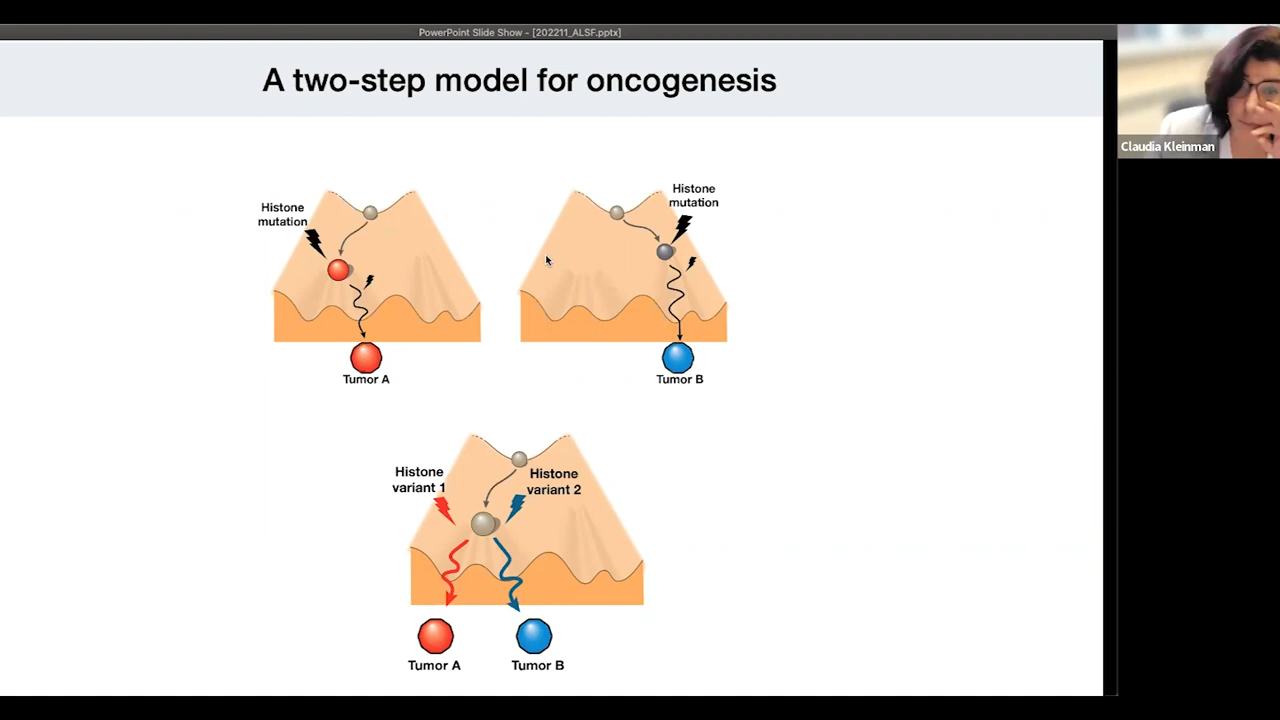 PowerPoint Slide Show - [202211_ALSF.pptx]
A two-step model for oncogenesis
Claudia Kleinman
Histone
mutation
Tumor A
Histone
mutation
Tumor B
Histone
variant 1
Histone
variant 2
Tumor A
Tumor B